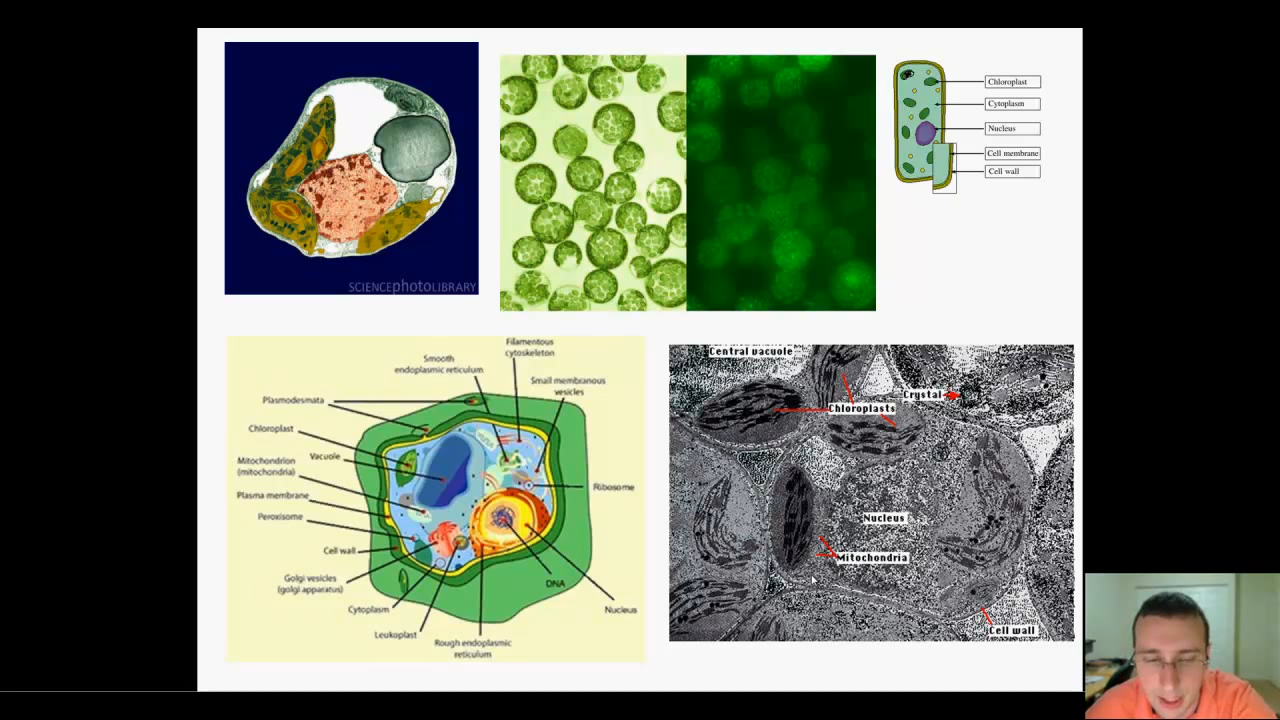 SCIENCEphotoLIBRARY
Chloroplast
Cytoplasm
Nucleus
Cell membrane
Cell wall
Filamentous
cytoskeleton
Smooth
endoplasmic reticulum
Small membranous
vesicles
Plasmodesmata
Chloroplast
Vacuole
Mitochondrion
(mitochondria)
Plasma membrane
Peroxisome
Cell wall
Golgi vesicles
(golgi apparatus)
Cytoplasm
Leukoplast
Rough endoplasmic
reticulum
Ribosome
DNA
Nucleus
Central vacuole
Crystal
Chloroplasts
Nucleus
Mitochondria
Cell wall